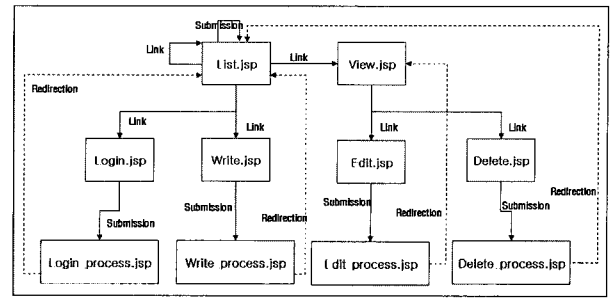 Submission
Link
List.jsp
Link
View.jsp
Redirection
Link
Link
Link
Link
Login.jsp
Write.jsp
Edit.jsp
Delete.jsp
Submission
Submission
Redirection
Submission
Redirection
Submission
Redirection
Login process.jsp
Write process.jsp
Edit process.jsp
Delete process.jsp